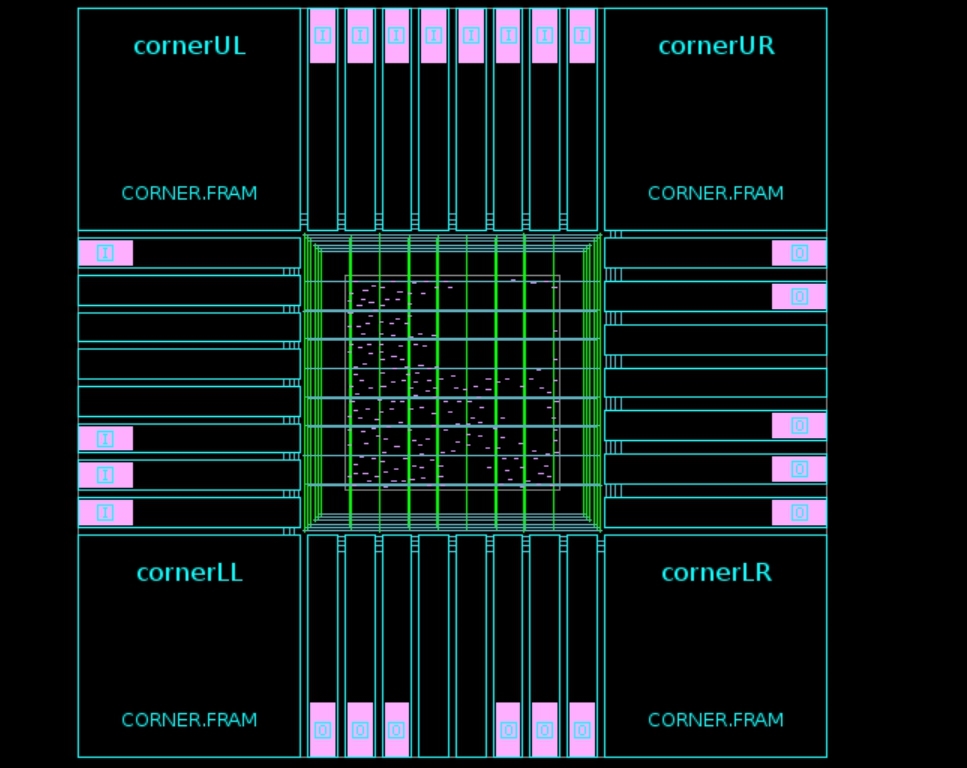 cornerUL
I I I I I I I I
cornerUR
CORNER.FRAM
CORNER.FRAM
I
O
O
O
I
O
I
O
I
cornerLL
cornerLR
CORNER.FRAM
CORNER.FRAM
O O O O O O